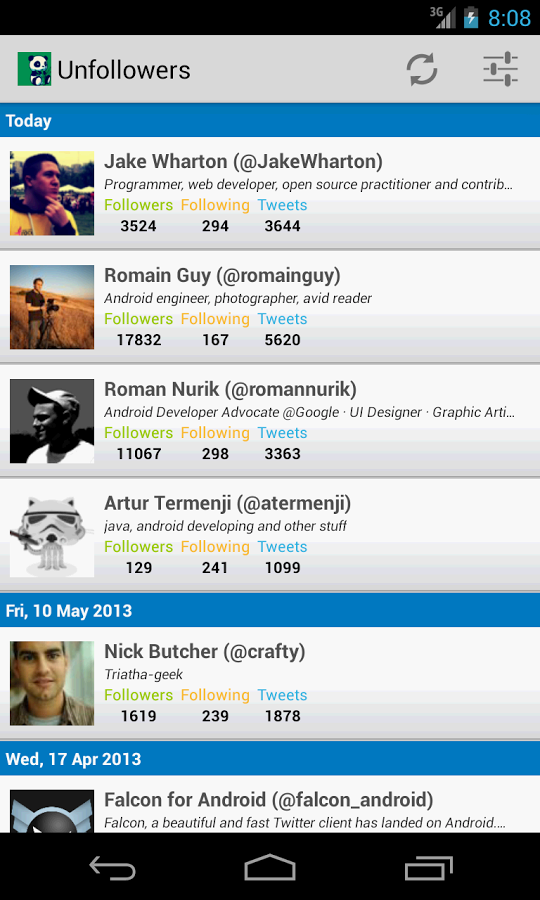 3G 8:08
Unfollowers
Today
Jake Wharton (@JakeWharton)
Programmer, web developer, open source practitioner and contrib...
Followers Following Tweets
3524 294 3644
Romain Guy (@romainguy)
Android engineer, photographer, avid reader
Followers Following Tweets
17832 167 5620
Roman Nurik (@romannurik)
Android Developer Advocate @Google · UI Designer · Graphic Arti...
Followers Following Tweets
11067 298 3363
Artur Termenji (@atermenji)
java, android developing and other stuff
Followers Following Tweets
129 241 1099
Fri, 10 May 2013
Nick Butcher (@crafty)
Triatha-geek
Followers Following Tweets
1619 239 1878
Wed, 17 Apr 2013
Falcon for Android (@falcon_android)
Falcon, a beautiful and fast Twitter client has landed on Android....